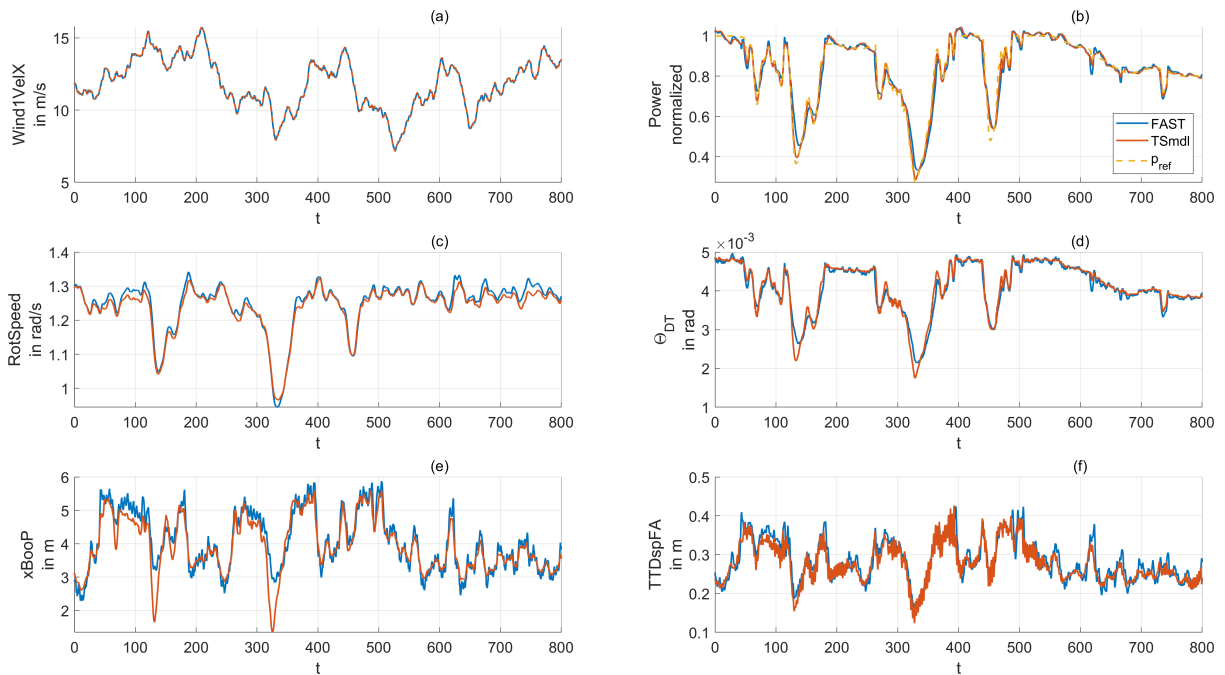 (a)
15
10
5
Wind1VelX
in m/s
0 100 200 300 400 500 600 700 800
t
(b)
1
0.8
0.6
0.4
Power
normalized
FAST
TSmdl
p_ref
0 100 200 300 400 500 600 700 800
t
(c)
1.4
1.3
1.2
1.1
1
RotSpeed
in rad/s
0 100 200 300 400 500 600 700 800
t
(d)
×10^-3
5
4
3
2
1
Θ_DT
in rad
0 100 200 300 400 500 600 700 800
t
(e)
6
5
4
3
2
xBooP
in m
0 100 200 300 400 500 600 700 800
t
(f)
0.5
0.4
0.3
0.2
0.1
TTDspFA
in m
0 100 200 300 400 500 600 700 800
t